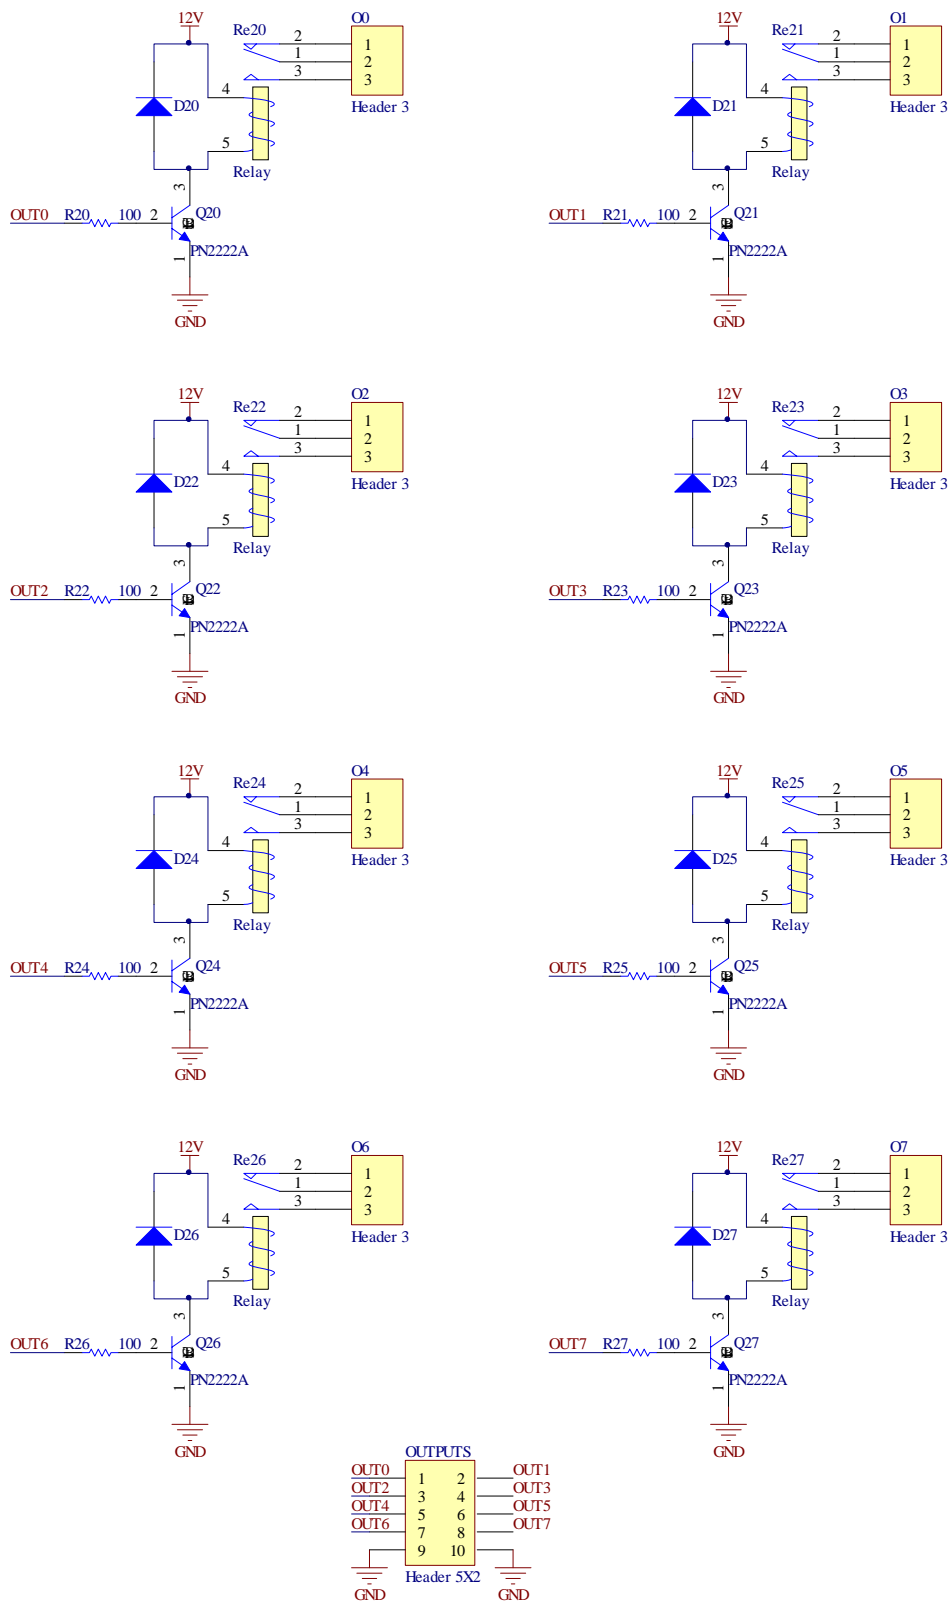 12V Re20 2 O0
1 1
2
3 3
D20 4 Header 3
5
Relay
3
OUT0 R20 100 2 Q20
PN2222A
1
GND
12V Re21 2 O1
1 1
2
3 3
D21 4 Header 3
5
Relay
3
OUT1 R21 100 2 Q21
PN2222A
1
GND
12V Re22 2 O2
1 1
2
3 3
D22 4 Header 3
5
Relay
3
OUT2 R22 100 2 Q22
PN2222A
1
GND
12V Re23 2 O3
1 1
2
3 3
D23 4 Header 3
5
Relay
3
OUT3 R23 100 2 Q23
PN2222A
1
GND
12V Re24 2 O4
1 1
2
3 3
D24 4 Header 3
5
Relay
3
OUT4 R24 100 2 Q24
PN2222A
1
GND
12V Re25 2 O5
1 1
2
3 3
D25 4 Header 3
5
Relay
3
OUT5 R25 100 2 Q25
PN2222A
1
GND
12V Re26 2 O6
1 1
2
3 3
D26 4 Header 3
5
Relay
3
OUT6 R26 100 2 Q26
PN2222A
1
GND
12V Re27 2 O7
1 1
2
3 3
D27 4 Header 3
5
Relay
3
OUT7 R27 100 2 Q27
PN2222A
1
GND
OUTPUTS
OUT0 1 2 OUT1
OUT2 3 4 OUT3
OUT4 5 6 OUT5
OUT6 7 8 OUT7
9 10
Header 5X2
GND GND